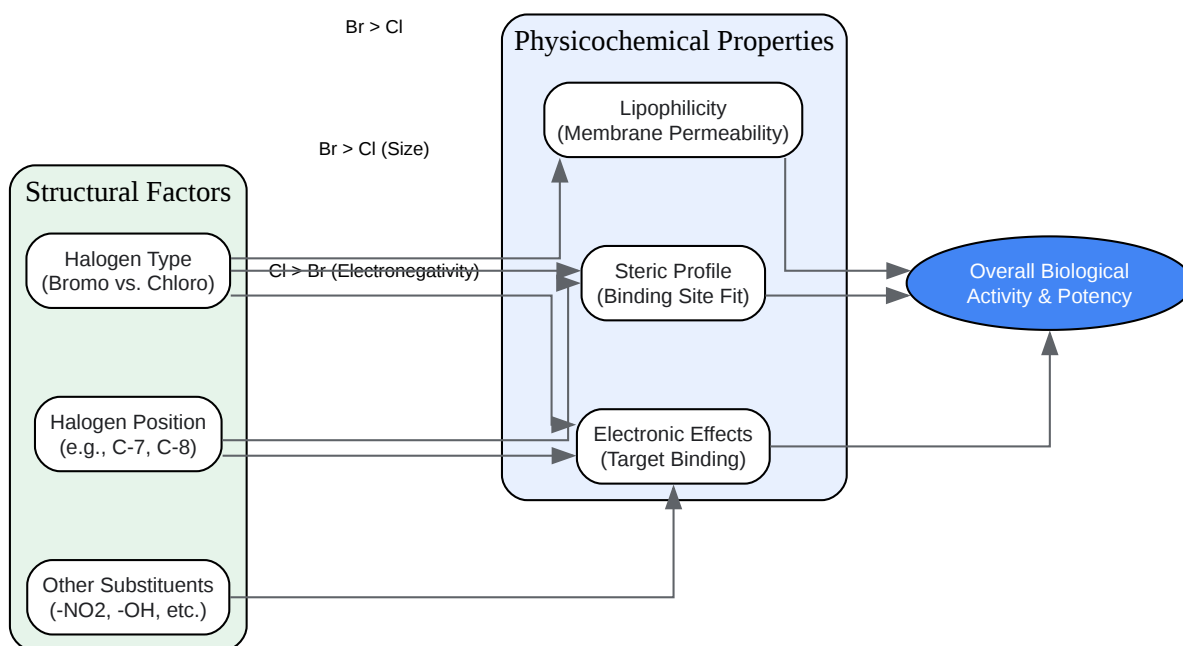 Br > Cl
Physicochemical Properties
Lipophilicity
(Membrane Permeability)
Br > Cl (Size)
Structural Factors
Halogen Type
(Bromo vs. Chloro)
Cl > Br (Electronegativity)
Steric Profile
(Binding Site Fit)
Overall Biological
Activity & Potency
Halogen Position
(e.g., C-7, C-8)
Electronic Effects
(Target Binding)
Other Substituents
(-NO2, -OH, etc.)